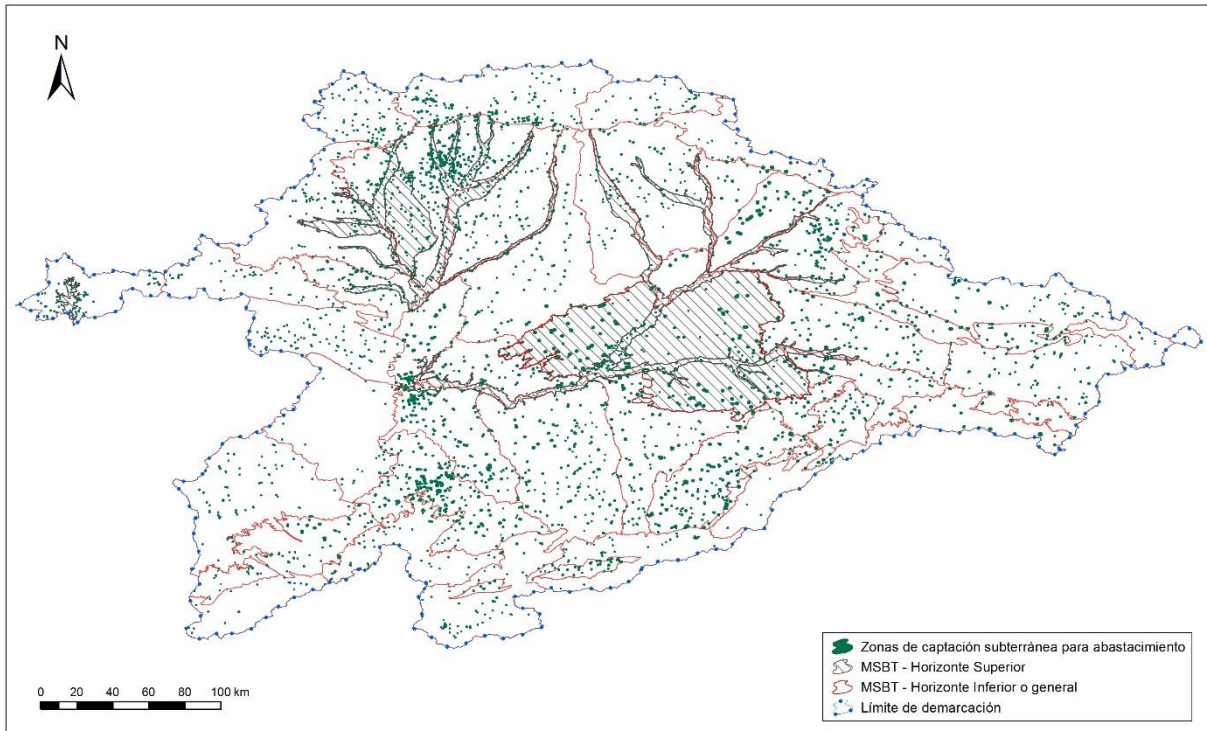 N
Zonas de captación subterránea para abastacimiento
MSBT - Horizonte Superior
MSBT - Horizonte Inferior o general
Límite de demarcación
0 20 40 60 80 100 km